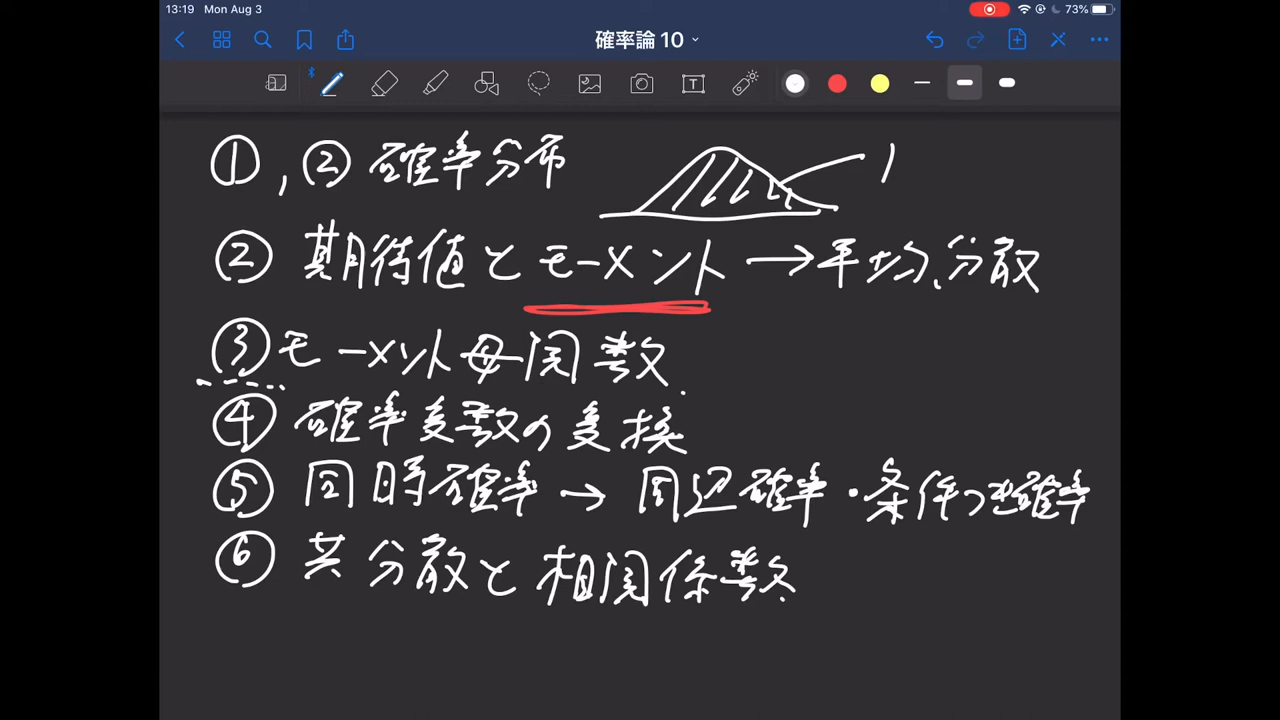 13:19 Mon Aug 3 73%
確率論 10
T
①,② 確率分布 1
② 期待値とモーメント → 平均、分散
③ モーメント母関数
④ 確率変数の変換
⑤ 同時確率 → 周辺確率・条件つき確率
⑥ 共分散と相関係数